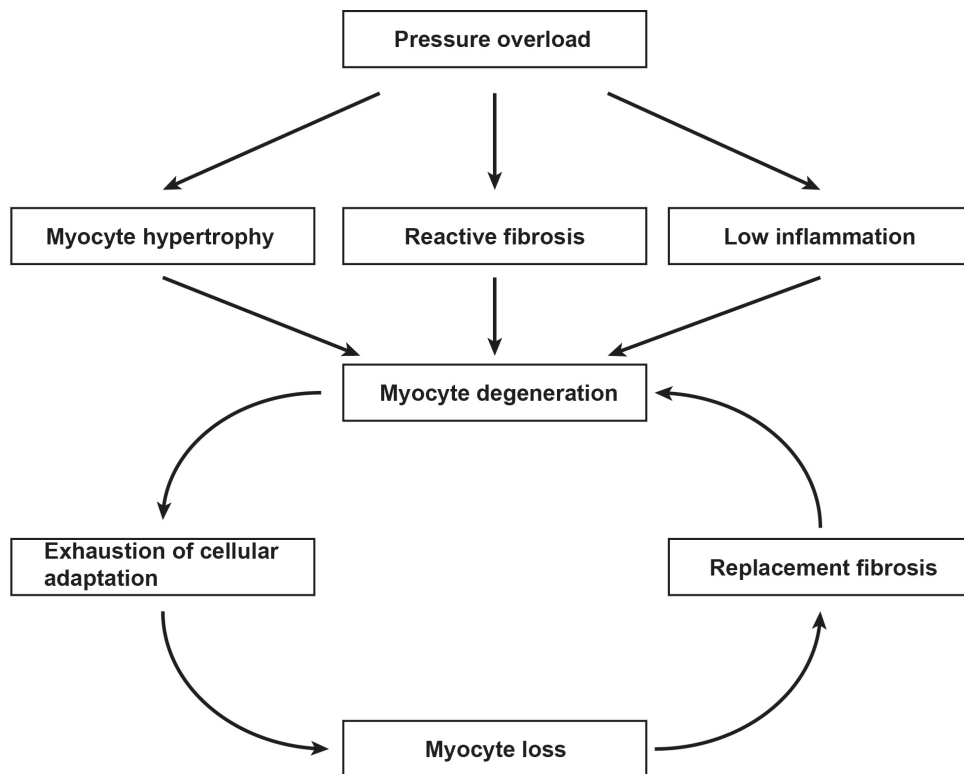 Pressure overload
Myocyte hypertrophy
Reactive fibrosis
Low inflammation
Myocyte degeneration
Exhaustion of cellular
adaptation
Replacement fibrosis
Myocyte loss